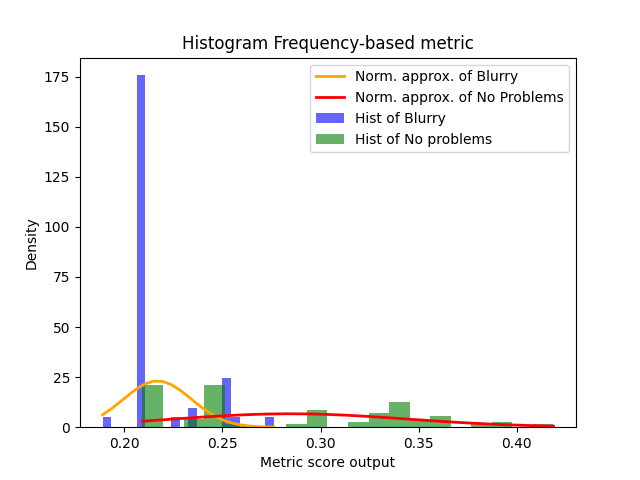 Histogram Frequency-based metric
Norm. approx. of Blurry
Norm. approx. of No Problems
Hist of Blurry
Hist of No problems
Density
175
150
125
100
75
50
25
0
0.20 0.25 0.30 0.35 0.40
Metric score output